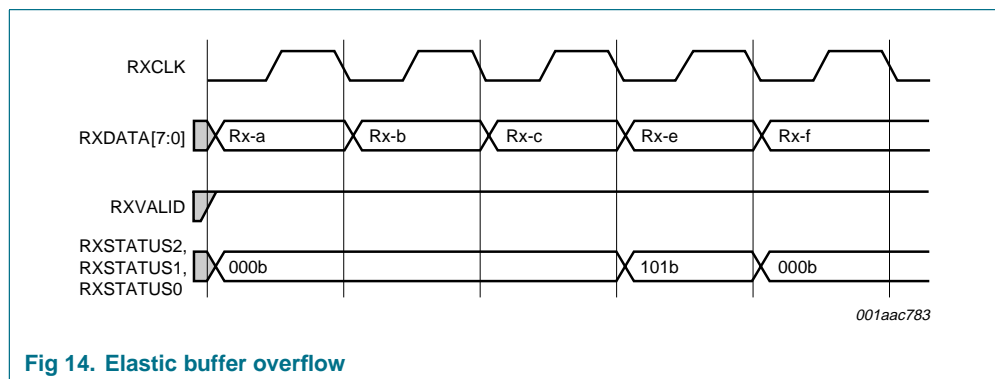 RXCLK
RXDATA[7:0] Rx-a Rx-b Rx-c Rx-e Rx-f
RXVALID
RXSTATUS2,
RXSTATUS1, 000b 101b 000b
RXSTATUS0
001aac783
Fig 14. Elastic buffer overflow